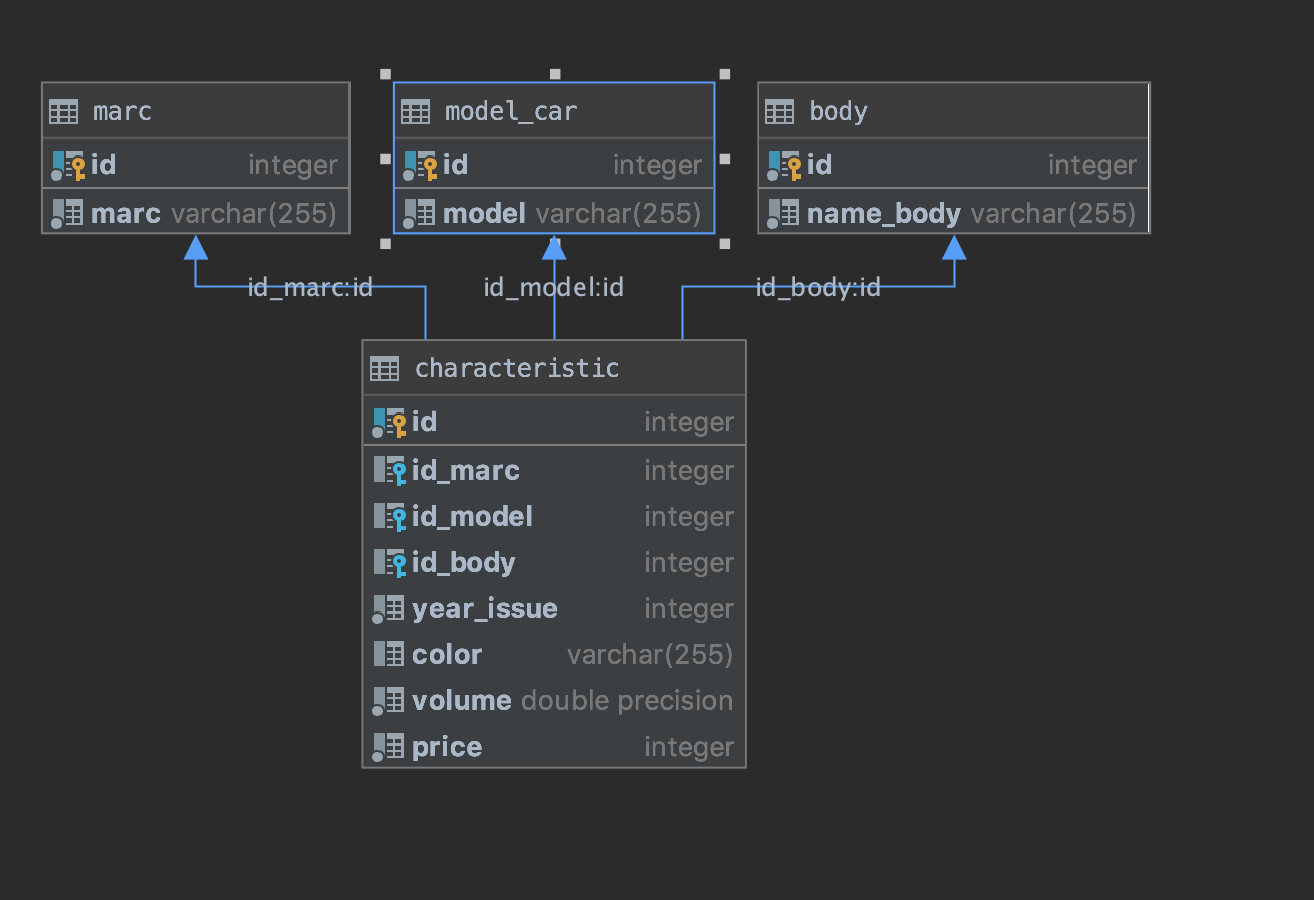 marc
id integer
marc varchar(255)
model_car
id integer
model varchar(255)
body
id integer
name_body varchar(255)
id_marc:id
id_model:id
id_body:id
characteristic
id integer
id_marc integer
id_model integer
id_body integer
year_issue integer
color varchar(255)
volume double precision
price integer